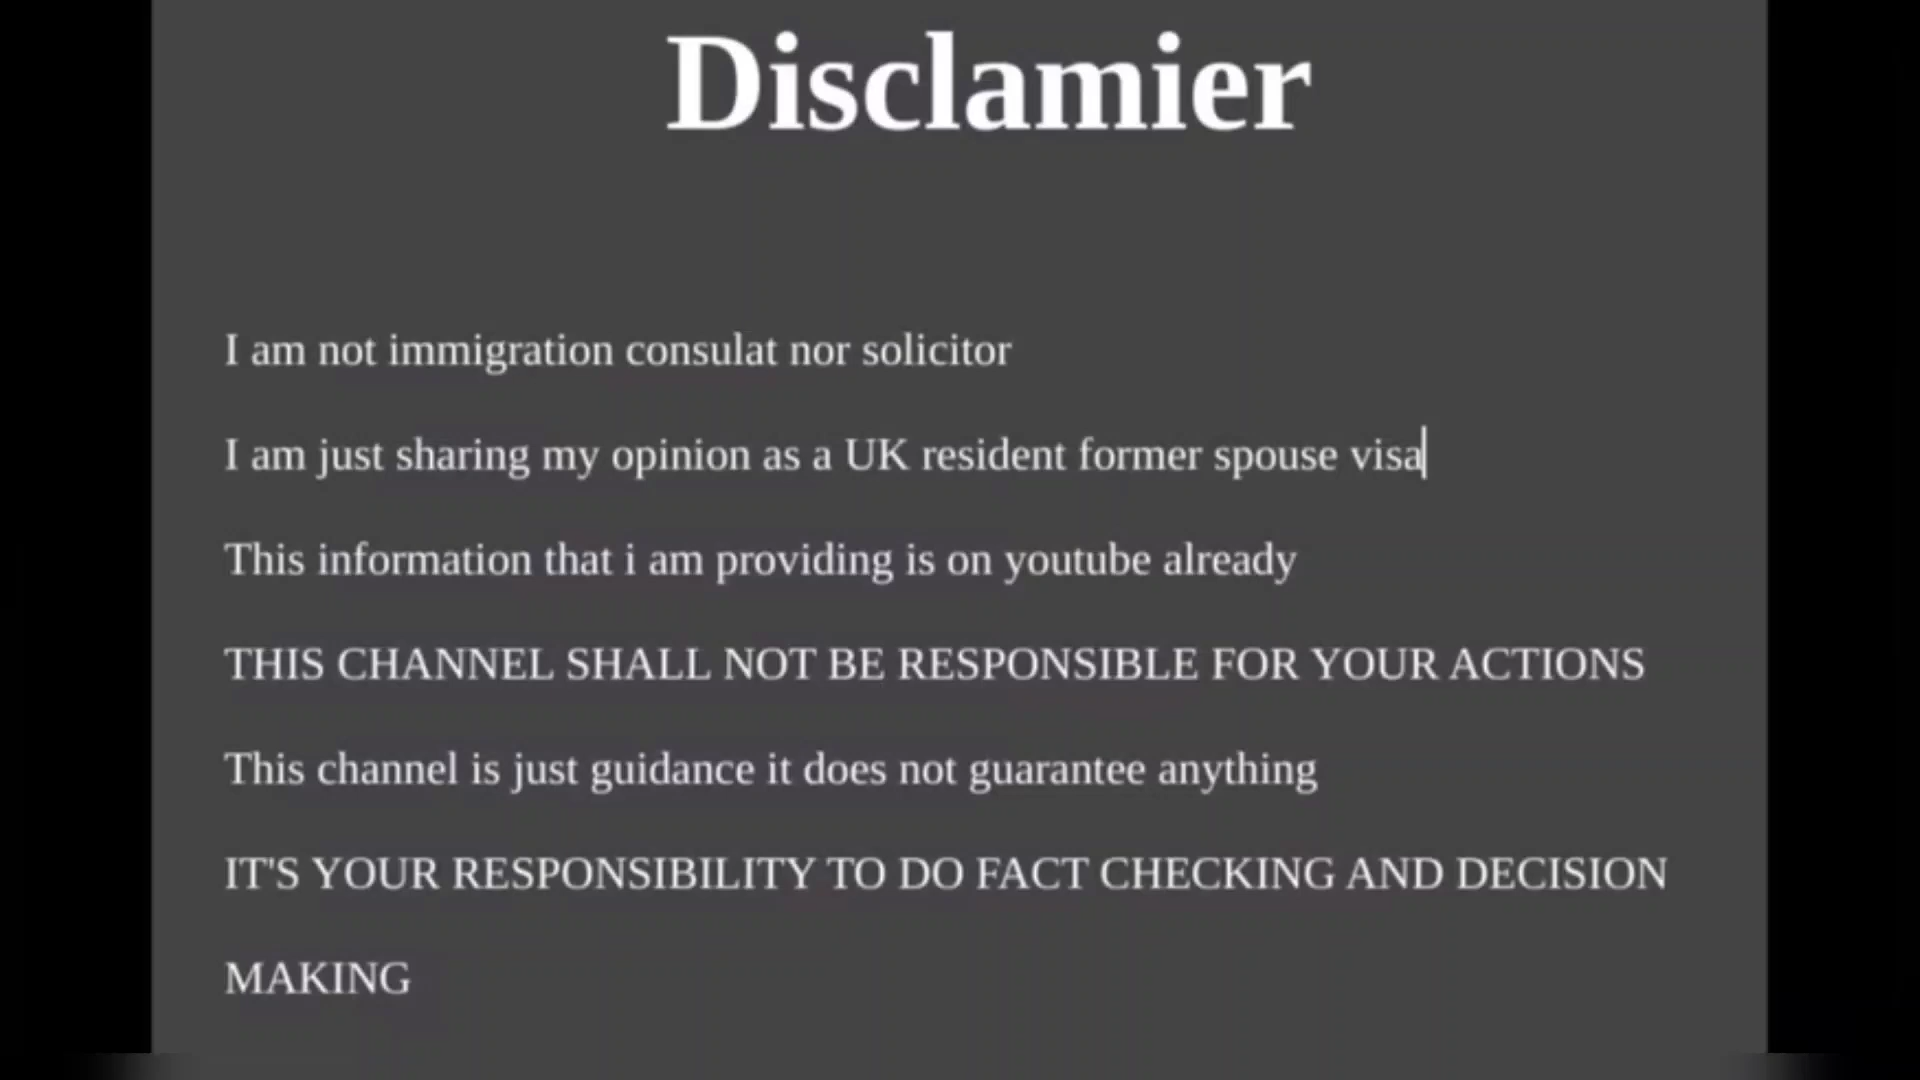 Disclamier
I am not immigration consulat nor solicitor
I am just sharing my opinion as a UK resident former spouse visa
This information that i am providing is on youtube already
THIS CHANNEL SHALL NOT BE RESPONSIBLE FOR YOUR ACTIONS
This channel is just guidance it does not guarantee anything
IT'S YOUR RESPONSIBILITY TO DO FACT CHECKING AND DECISION
MAKING